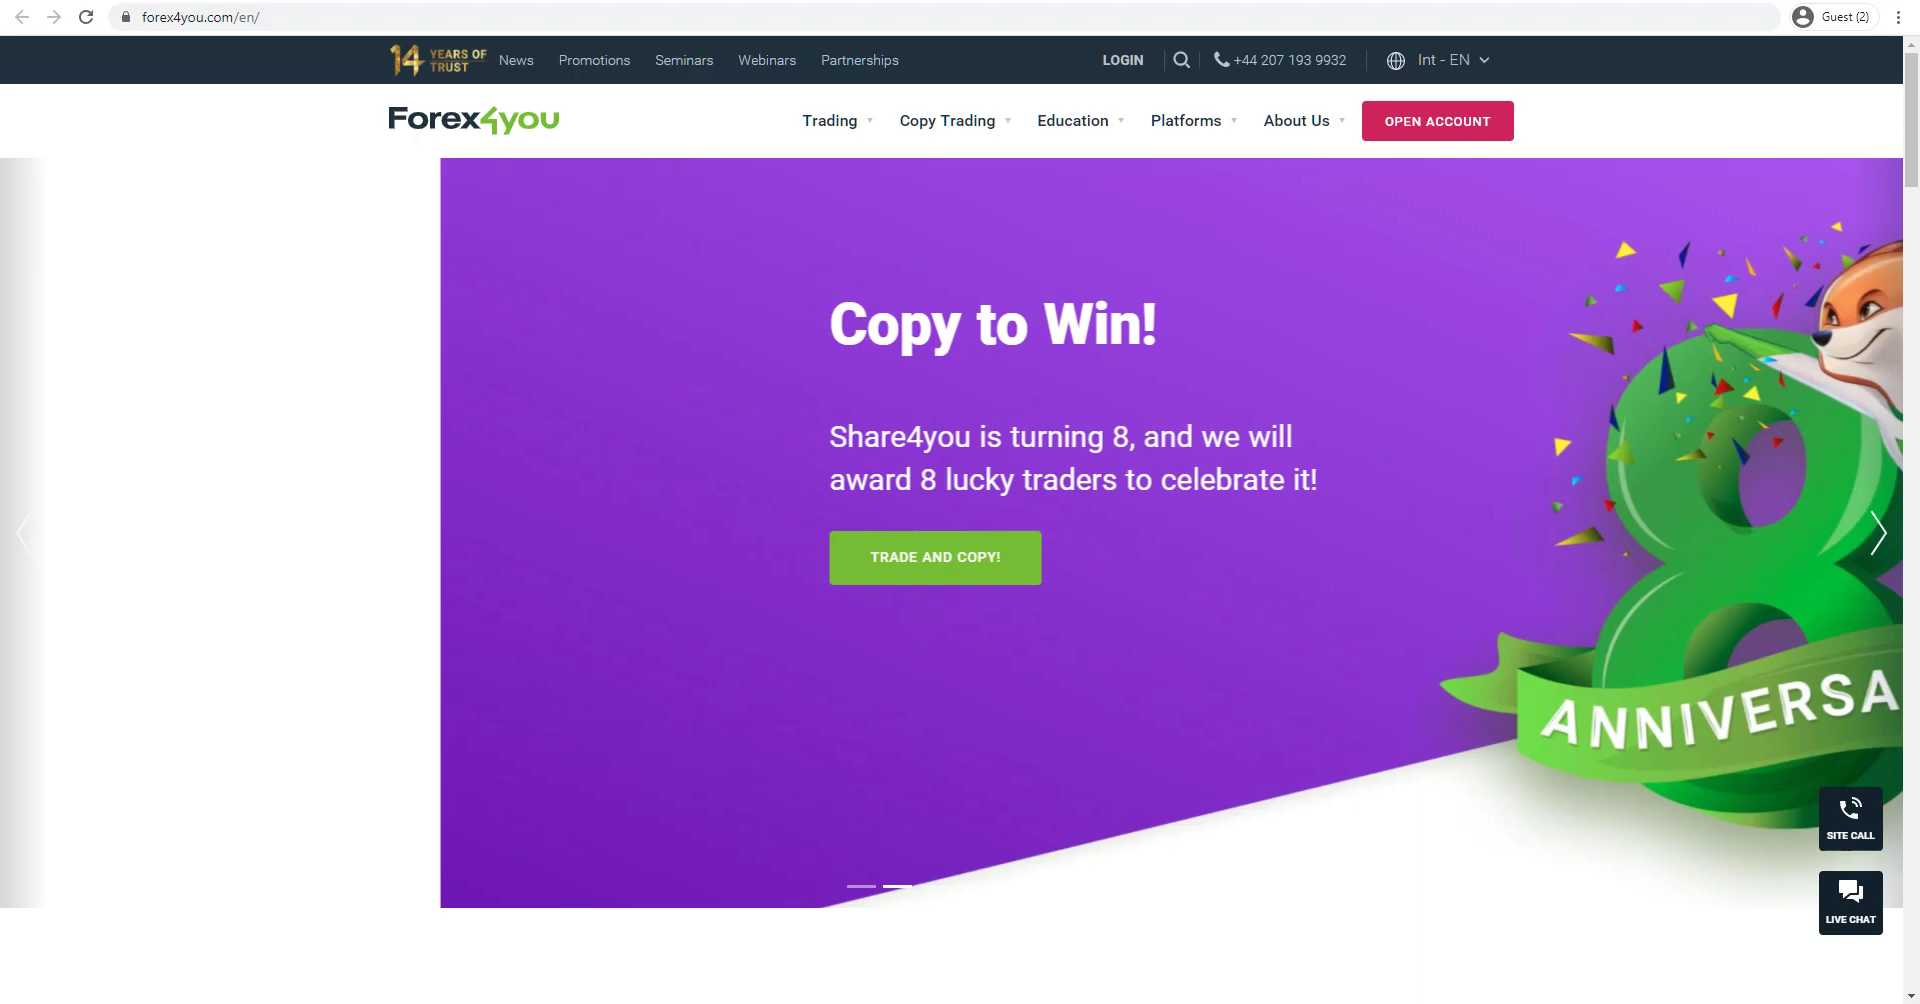 forex4you.com/en/
Guest (2)
14 YEARS OF TRUST
News
Promotions
Seminars
Webinars
Partnerships
LOGIN
+44 207 193 9932
Int - EN
Forex4you
Trading
Copy Trading
Education
Platforms
About Us
OPEN ACCOUNT
Copy to Win!
Share4you is turning 8, and we will
award 8 lucky traders to celebrate it!
TRADE AND COPY!
8
ANNIVERSA
SITE CALL
LIVE CHAT